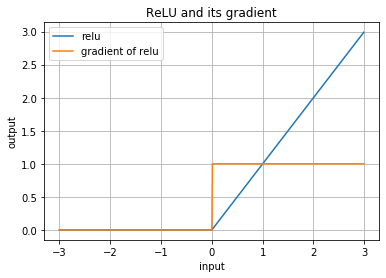 ReLU and its gradient
relu
gradient of relu
output
3.0
2.5
2.0
1.5
1.0
0.5
0.0
−3 −2 −1 0 1 2 3
input